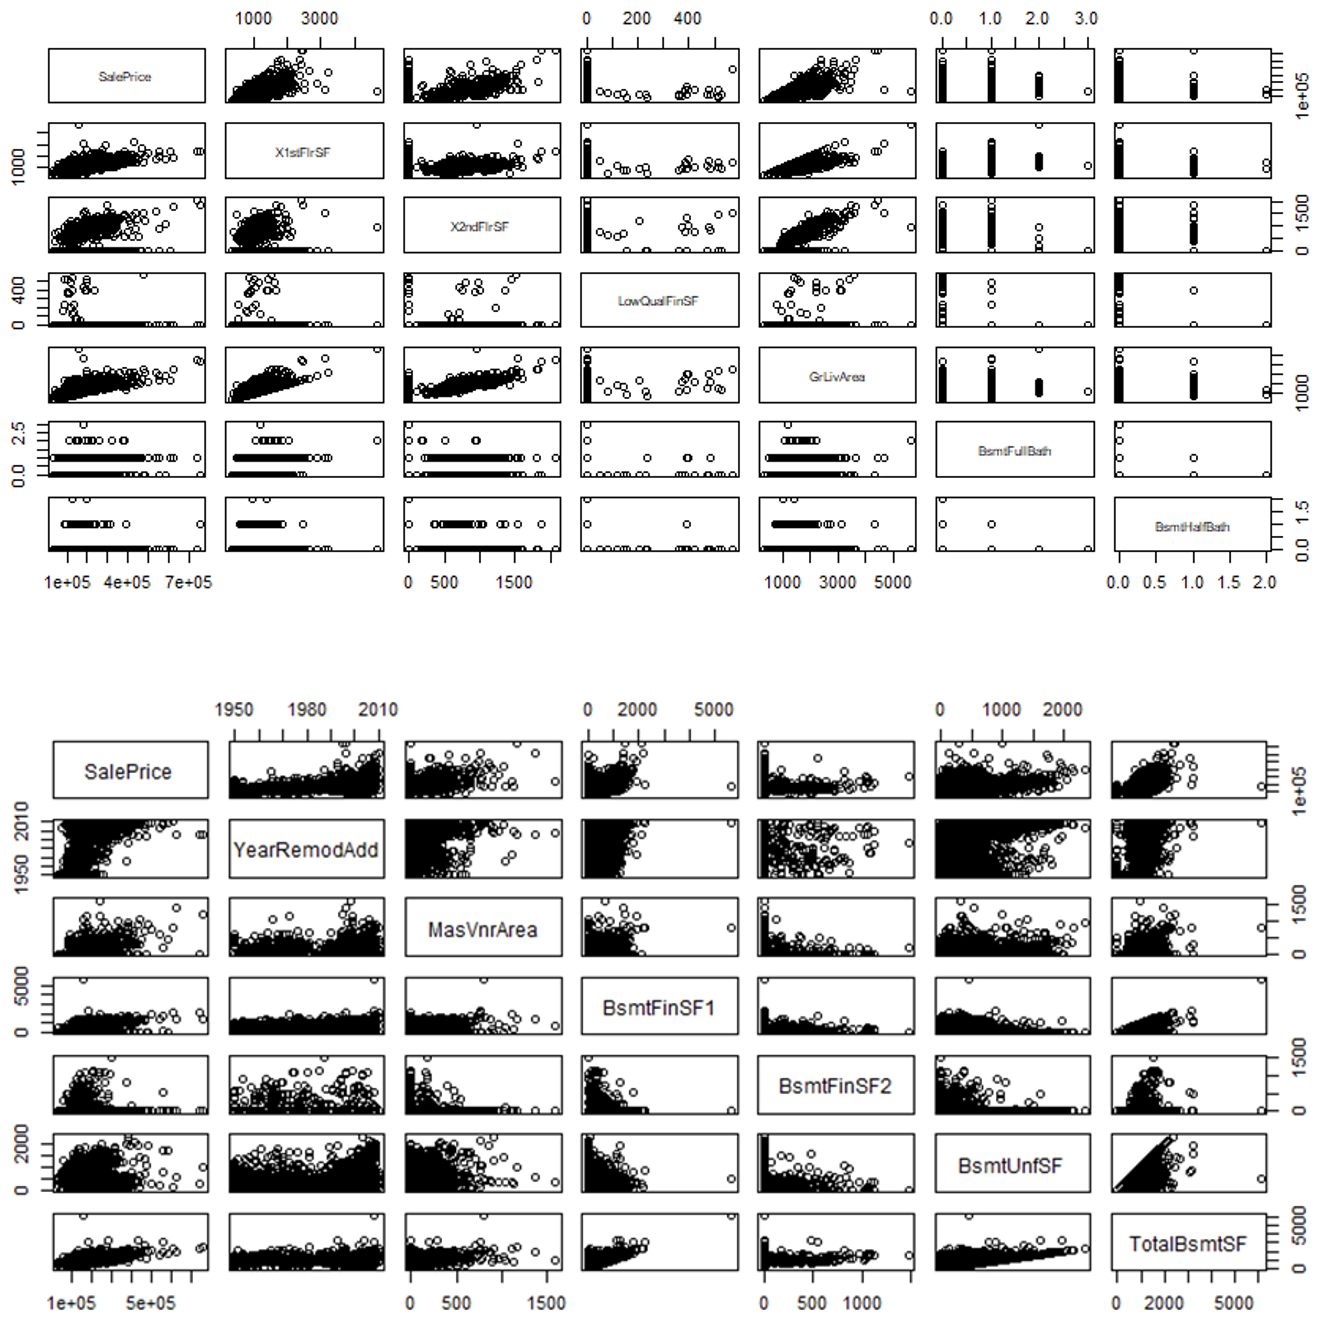 1000 3000 0 200 400 0.0 1.0 2.0 3.0
SalePrice 1e+05
1000 X1stFlrSF
X2ndFlrSF 0 1500
0 400 LowQualFinSF
GrLivArea 1000
0.0 2.5 BsmtFullBath
BsmtHalfBath 0.0 1.5
1e+05 4e+05 7e+05 0 500 1500 1000 3000 5000 0.0 0.5 1.0 1.5 2.0
1950 1980 2010 0 2000 5000 0 1000 2000
SalePrice 1e+05
1950 2010 YearRemodAdd
MasVnrArea 0 1500
0 5000 BsmtFinSF1
BsmtFinSF2 0 1500
0 2000 BsmtUnfSF
TotalBsmtSF 0 5000
1e+05 5e+05 0 500 1500 0 500 1000 0 2000 5000